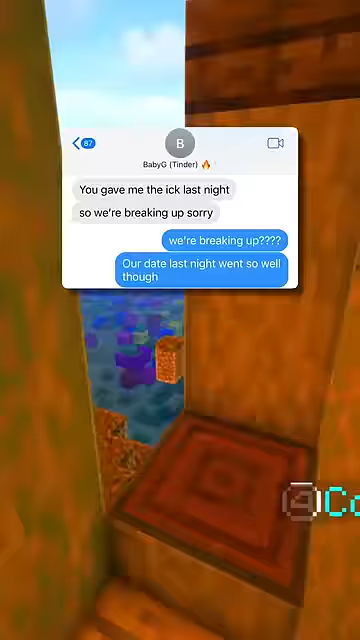 87
B
BabyG (Tinder) 🔥
You gave me the ick last night
so we're breaking up sorry
we're breaking up????
Our date last night went so well
though